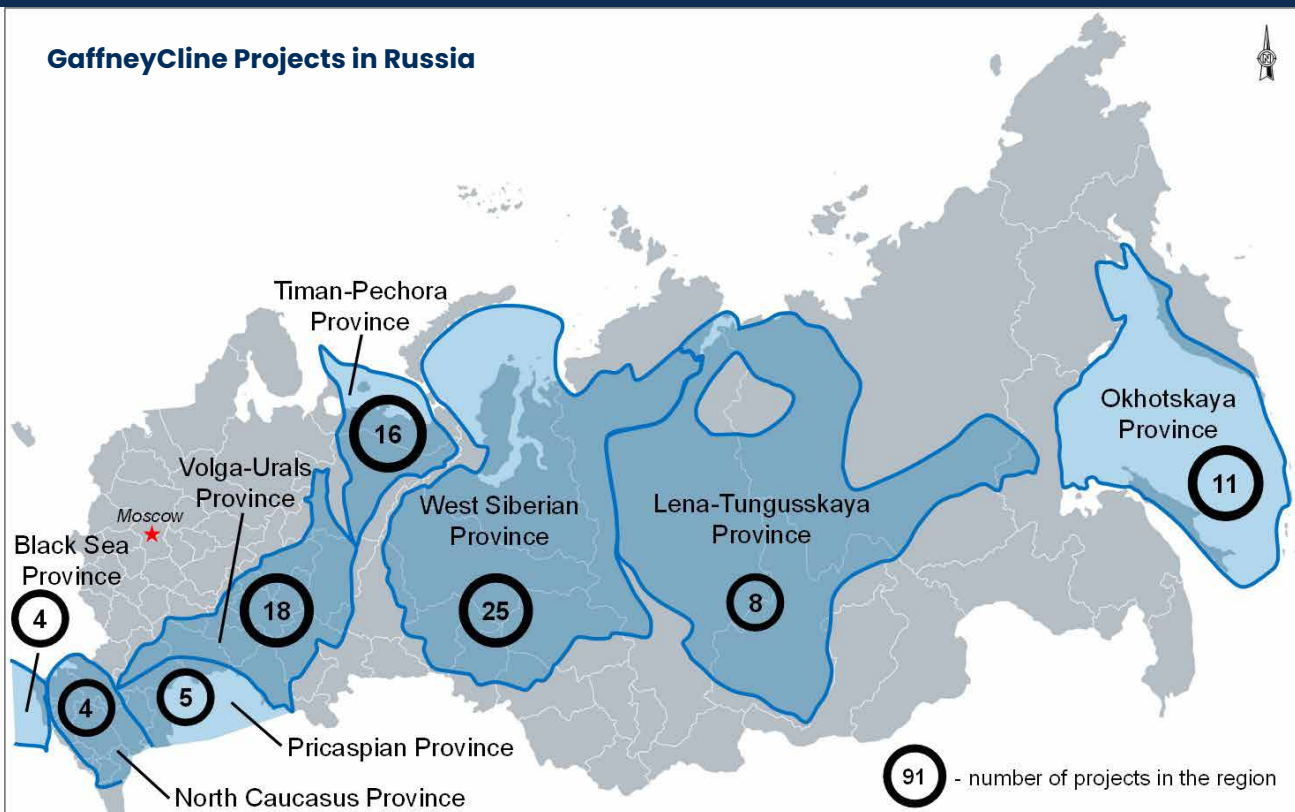 GaffneyCline Projects in Russia
Timan-Pechora
Province
16
Okhotskaya
Province
11
Volga-Urals
Province
Moscow
West Siberian
Province
Lena-Tungusskaya
Province
Black Sea
Province
4
18
25
8
4
5
Pricaspian Province
North Caucasus Province
91 - number of projects in the region